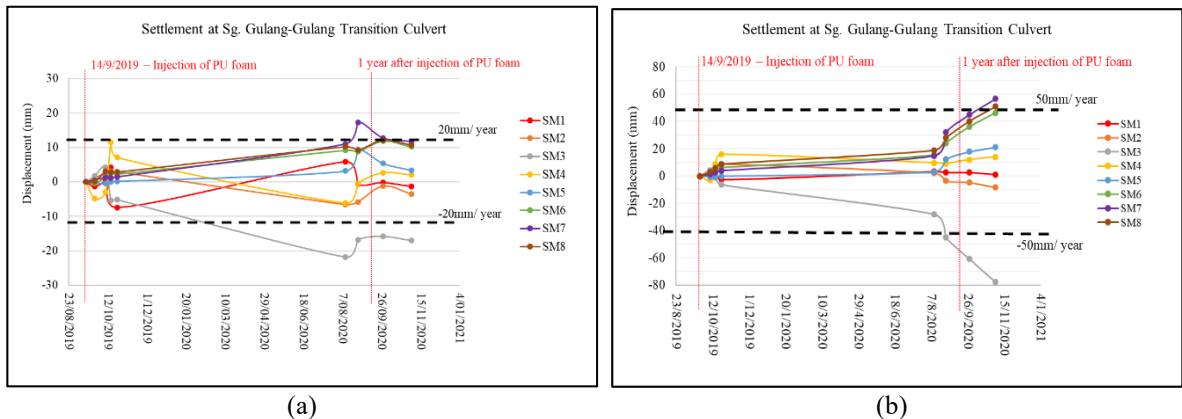 Settlement at Sg. Gulang-Gulang Transition Culvert
14/9/2019 – Injection of PU foam
1 year after injection of PU foam
30
20
10
0
-10
-20
-30
Displacement (mm)
20mm/ year
-20mm/ year
SM1
SM2
SM3
SM4
SM5
SM6
SM7
SM8
23/08/2019
12/10/2019
1/12/2019
20/01/2020
10/03/2020
29/04/2020
18/06/2020
7/08/2020
26/09/2020
15/11/2020
4/01/2021
(a)
Settlement at Sg. Gulang-Gulang Transition Culvert
14/9/2019 – Injection of PU foam
1 year after injection of PU foam
80
60
40
20
0
-20
-40
-60
-80
Displacement (mm)
50mm/ year
-50mm/ year
SM1
SM2
SM3
SM4
SM5
SM6
SM7
SM8
23/8/2019
12/10/2019
1/12/2019
20/1/2020
10/3/2020
29/4/2020
18/6/2020
7/8/2020
26/9/2020
15/11/2020
4/1/2021
(b)